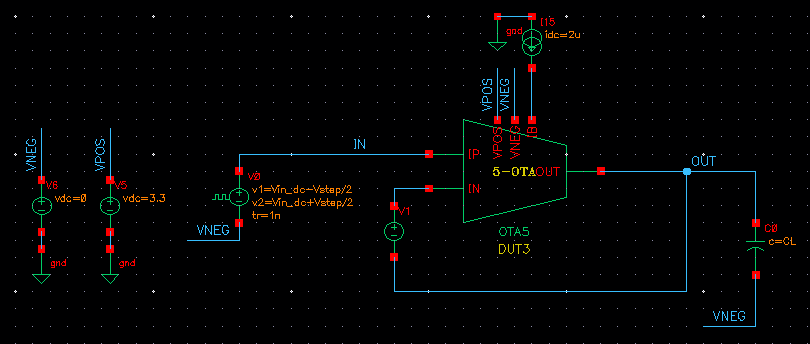 I15
gnd
idc=2u
VPOS
VNEG
VNEG
VPOS
IN
VPOS
VNEG
IB
IP
5-OTA
OUT
OUT
V6
vdc=0
V5
vdc=3.3
V0
v1=Vin_dc-Vstep/2
v2=Vin_dc+Vstep/2
tr=1n
IN
V1
VNEG
OTA5
DUT3
C0
c=CL
gnd
gnd
VNEG